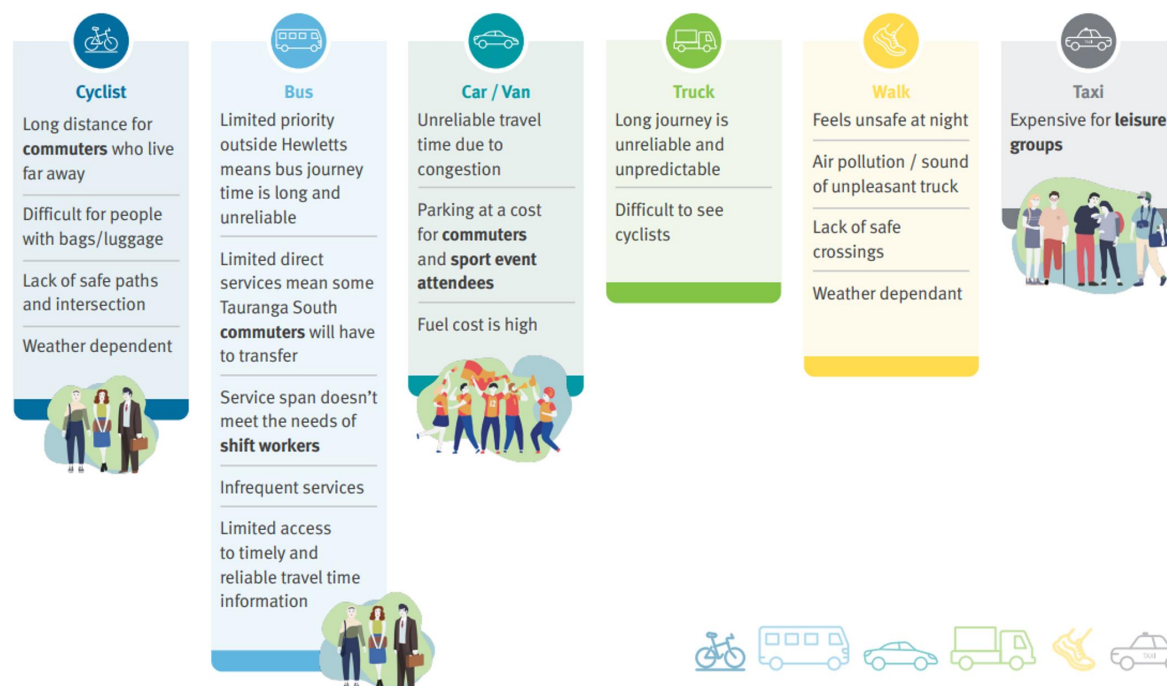 Cyclist
Long distance for
commuters who live
far away
Difficult for people
with bags/luggage
Lack of safe paths
and intersection
Weather dependent
Bus
Limited priority
outside Hewletts
means bus journey
time is long and
unreliable
Limited direct
services mean some
Tauranga South
commuters will have
to transfer
Service span doesn’t
meet the needs of
shift workers
Infrequent services
Limited access
to timely and
reliable travel time
information
Car / Van
Unreliable travel
time due to
congestion
Parking at a cost
for commuters
and sport event
attendees
Fuel cost is high
Truck
Long journey is
unreliable and
unpredictable
Difficult to see
cyclists
Walk
Feels unsafe at night
Air pollution / sound
of unpleasant truck
Lack of safe
crossings
Weather dependant
Taxi
Expensive for leisure
groups
TAXI